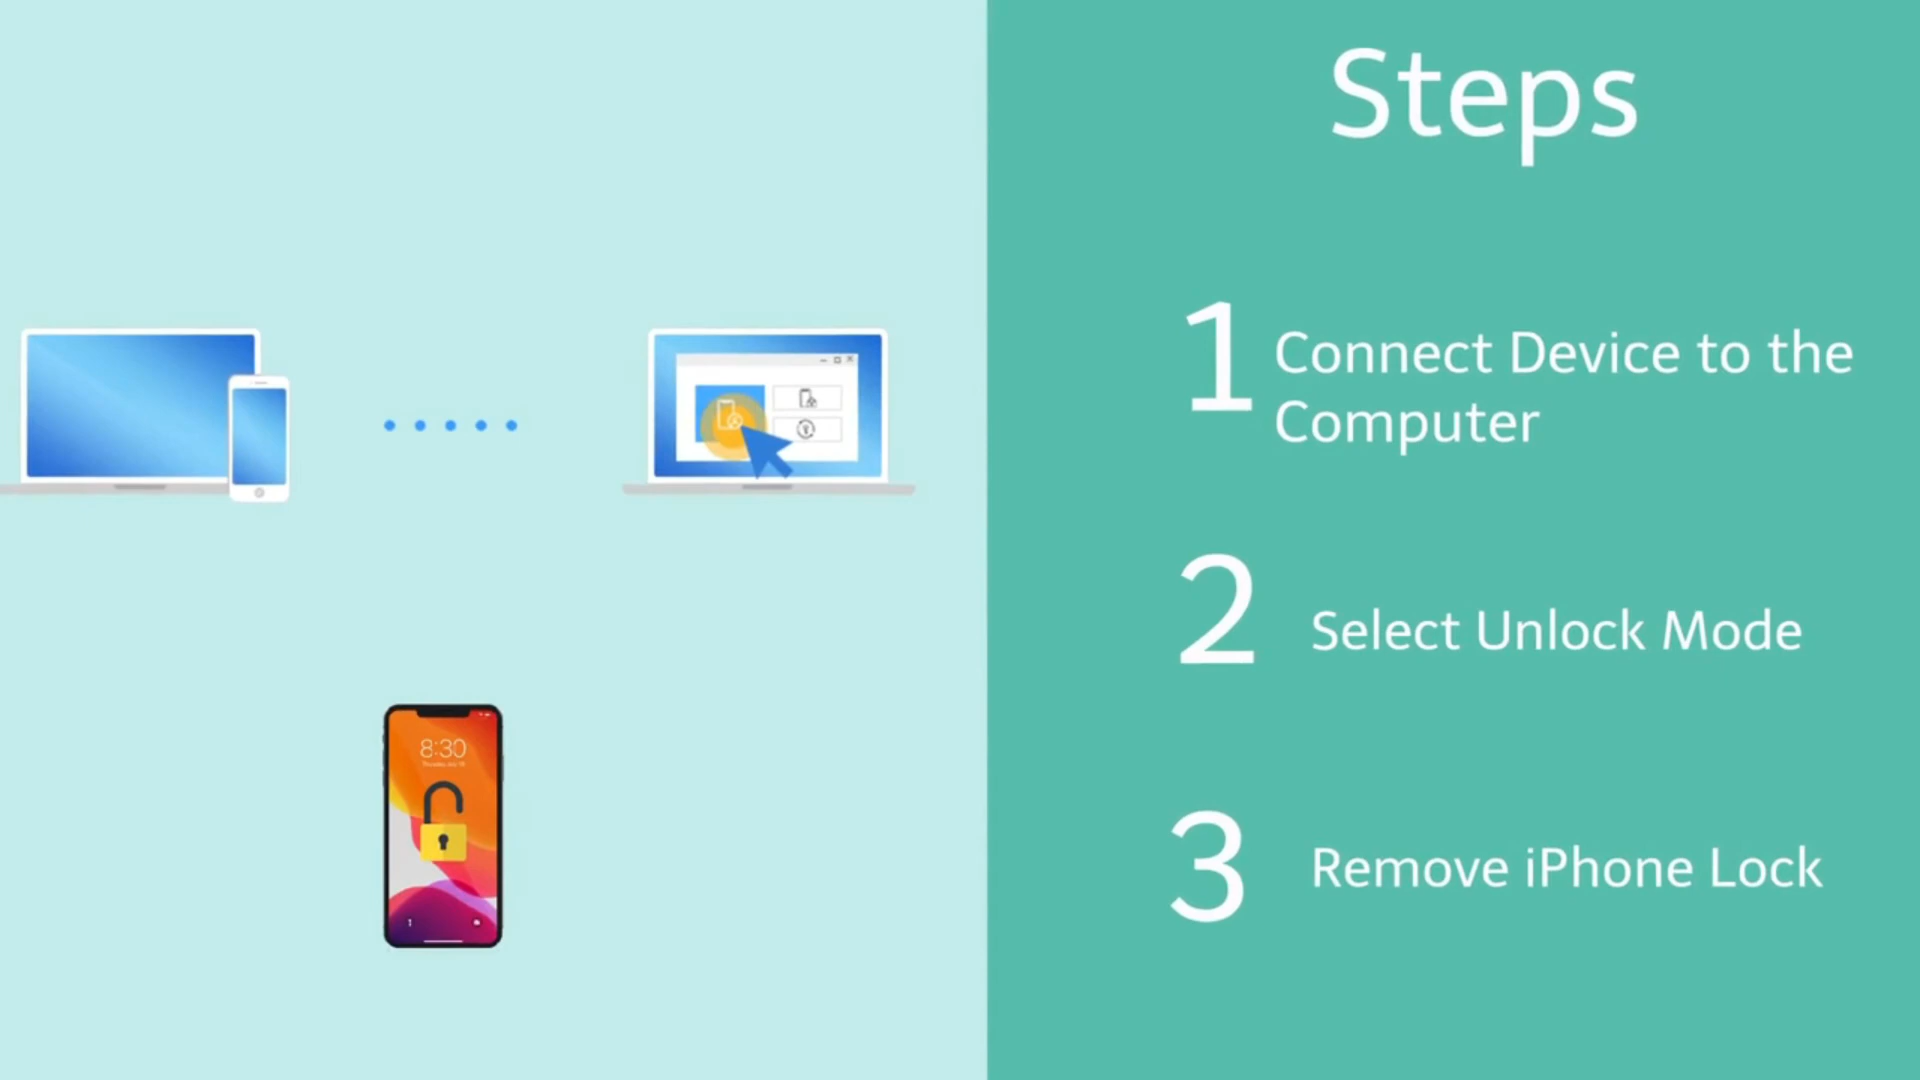 Steps
1
Connect Device to the
Computer
2
Select Unlock Mode
3
Remove iPhone Lock
8:30